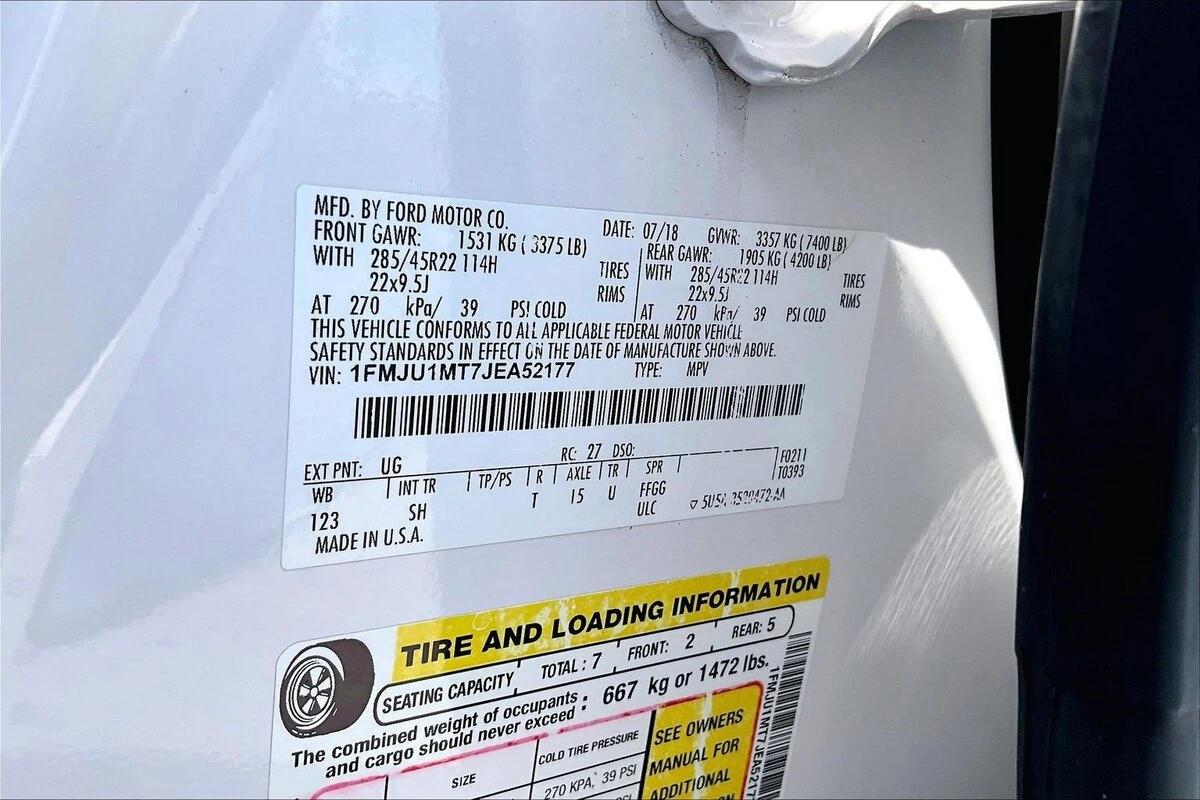 MFD. BY FORD MOTOR CO.
DATE: 07/18 GVWR: 3357 KG ( 7400 LB)
FRONT GAWR: 1531 KG ( 3375 LB) REAR GAWR: 1905 KG ( 4200 LB)
WITH 285/45R22 114H TIRES WITH 285/45R22 114H TIRES
22x9.5J RIMS 22x9.5J RIMS
AT 270 kPa/ 39 PSI COLD AT 270 kPa/ 39 PSI COLD
THIS VEHICLE CONFORMS TO ALL APPLICABLE FEDERAL MOTOR VEHICLE
SAFETY STANDARDS IN EFFECT ON THE DATE OF MANUFACTURE SHOWN ABOVE.
VIN: 1FMJU1MT7JEA52177 TYPE: MPV
EXT PNT: UG RC: 27 DSO: F0211
WB INT TR TP/PS R AXLE TR SPR T0393
123 SH T 15 U FFGG
ULC
MADE IN U.S.A.
TIRE AND LOADING INFORMATION
SEATING CAPACITY TOTAL : 7 FRONT: 2 REAR: 5
The combined weight of occupants and cargo should never exceed : 667 kg or 1472 lbs.
SIZE COLD TIRE PRESSURE
270 KPA, 39 PSI
SEE OWNERS
MANUAL FOR
ADDITIONAL
1FMJU1MT7JEA5217